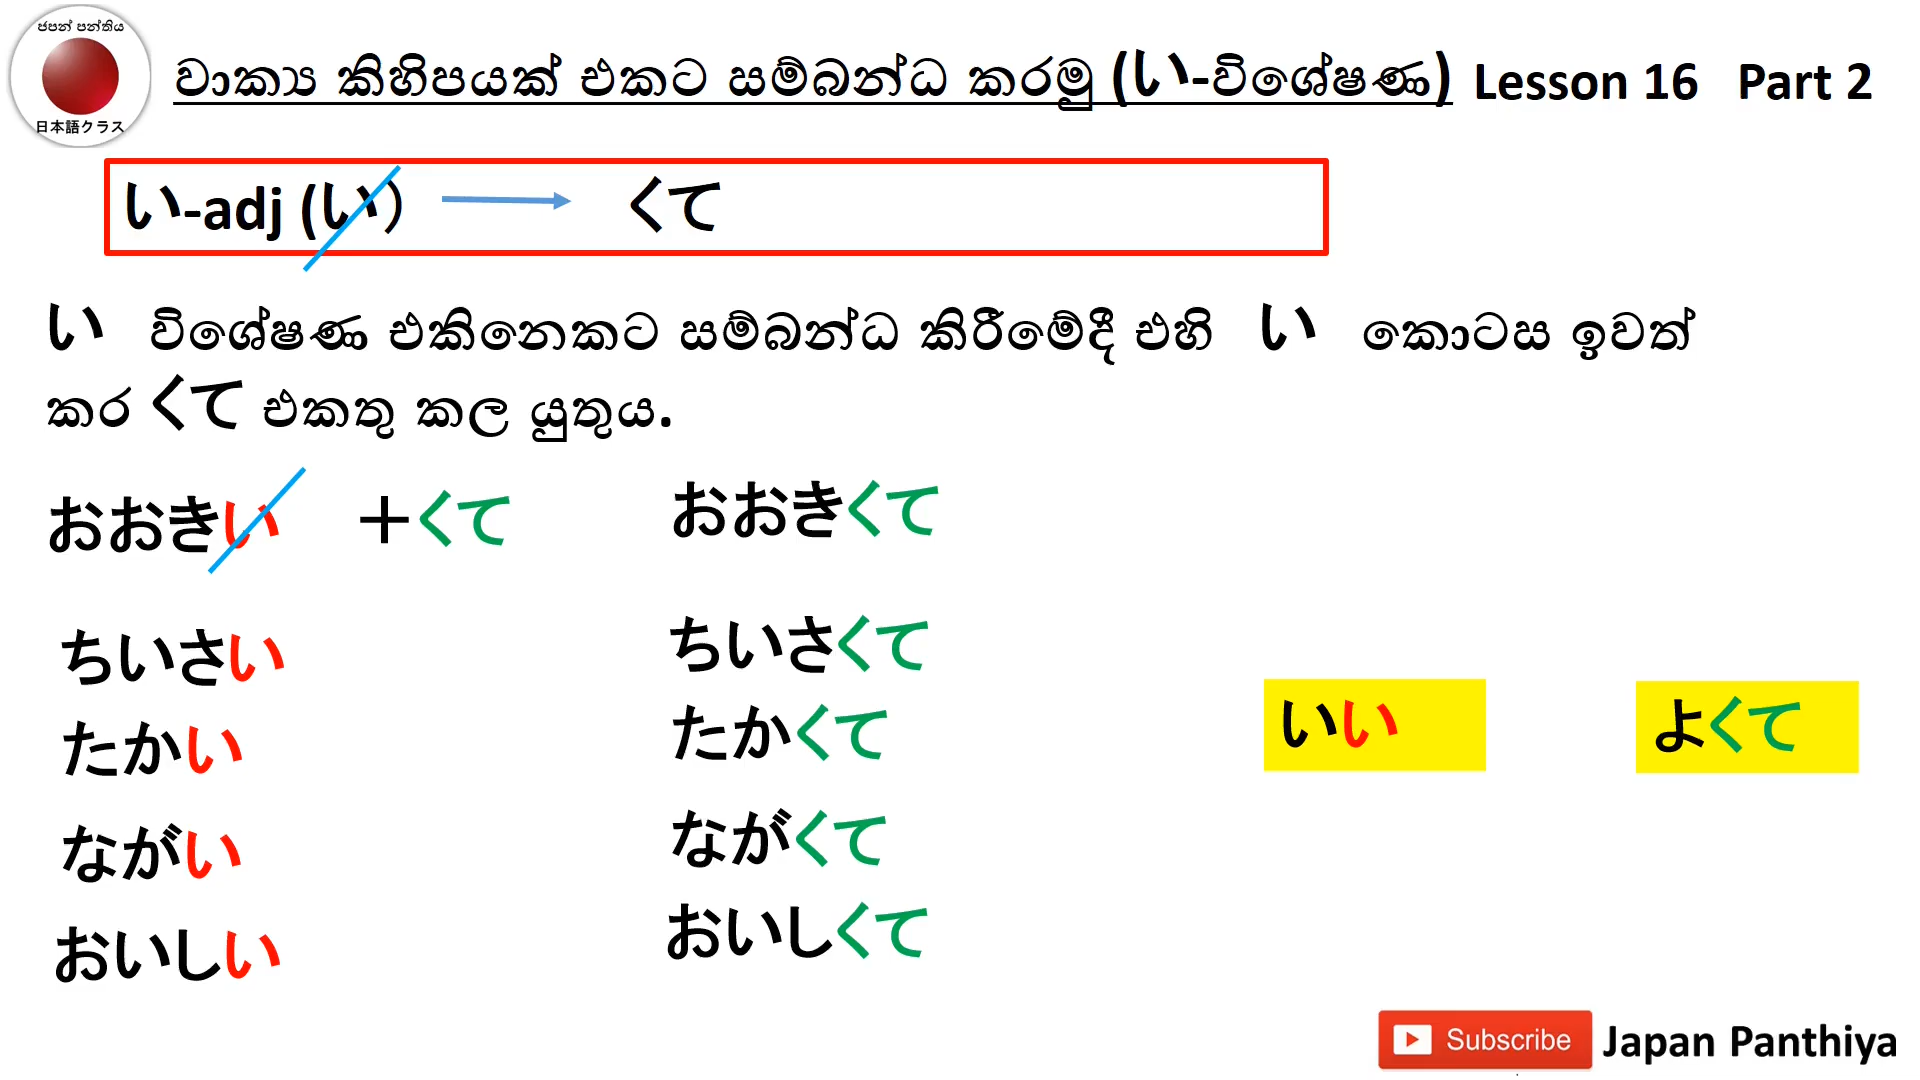 ජපන් පන්තිය
日本語クラス
වාක්‍ය කිහිපයක් එකට සම්බන්ධ කරමු (い-විශේෂණ) Lesson 16 Part 2
い-adj (い) くて
い විශේෂණ එකිනෙකට සම්බන්ධ කිරීමේදී එහි い කොටස ඉවත්
කර くて එකතු කල යුතුය.
おおきい +くて おおきくて
ちいさい ちいさくて
たかい たかくて
いい よくて
ながい ながくて
おいしい おいしくて
Subscribe Japan Panthiya